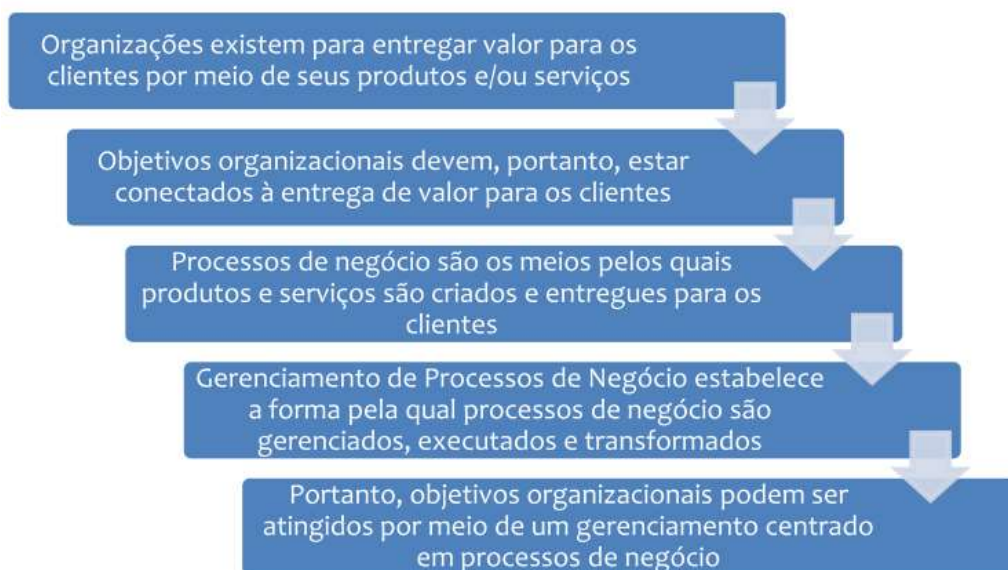 Organizações existem para entregar valor para os
clientes por meio de seus produtos e/ou serviços
Objetivos organizacionais devem, portanto, estar
conectados à entrega de valor para os clientes
Processos de negócio são os meios pelos quais
produtos e serviços são criados e entregues para os
clientes
Gerenciamento de Processos de Negócio estabelece
a forma pela qual processos de negócio são
gerenciados, executados e transformados
Portanto, objetivos organizacionais podem ser
atingidos por meio de um gerenciamento centrado
em processos de negócio